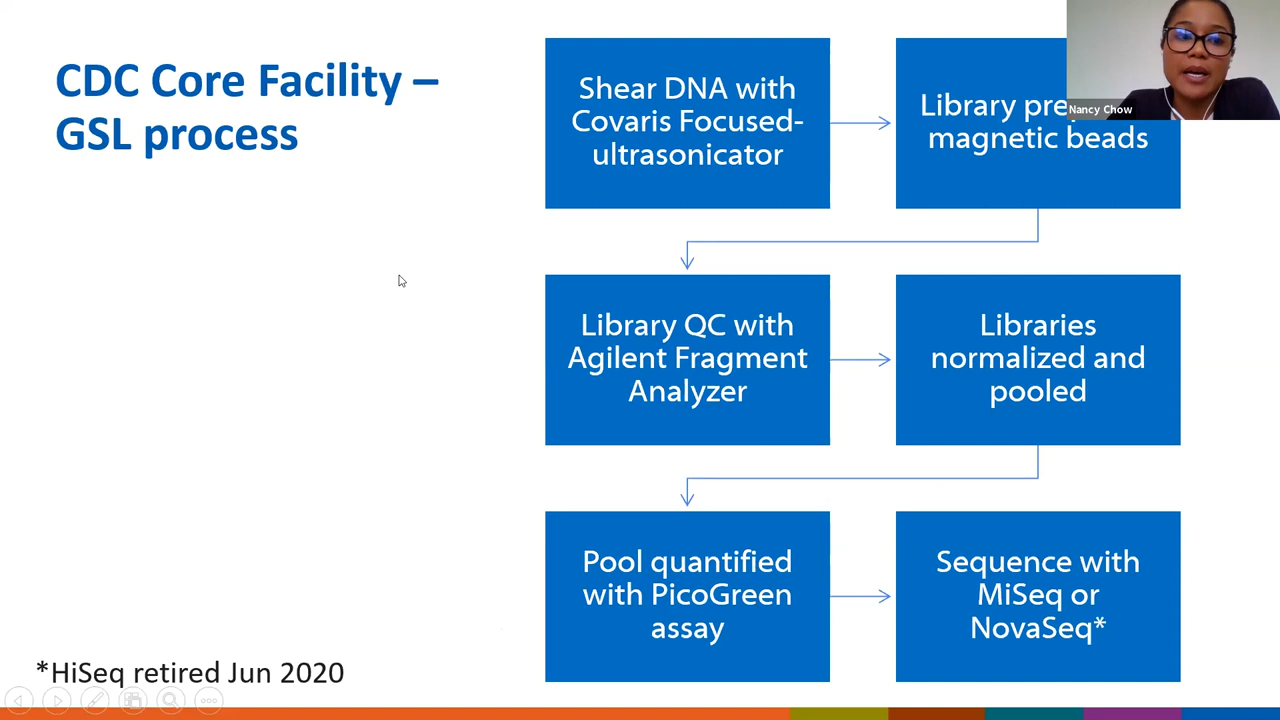 CDC Core Facility –
GSL process
Shear DNA with
Covaris Focused-
ultrasonicator
Library
magnetic beads
Nancy Chow
Library QC with
Agilent Fragment
Analyzer
Libraries
normalized and
pooled
Pool quantified
with PicoGreen
assay
Sequence with
MiSeq or
NovaSeq*
*HiSeq retired Jun 2020